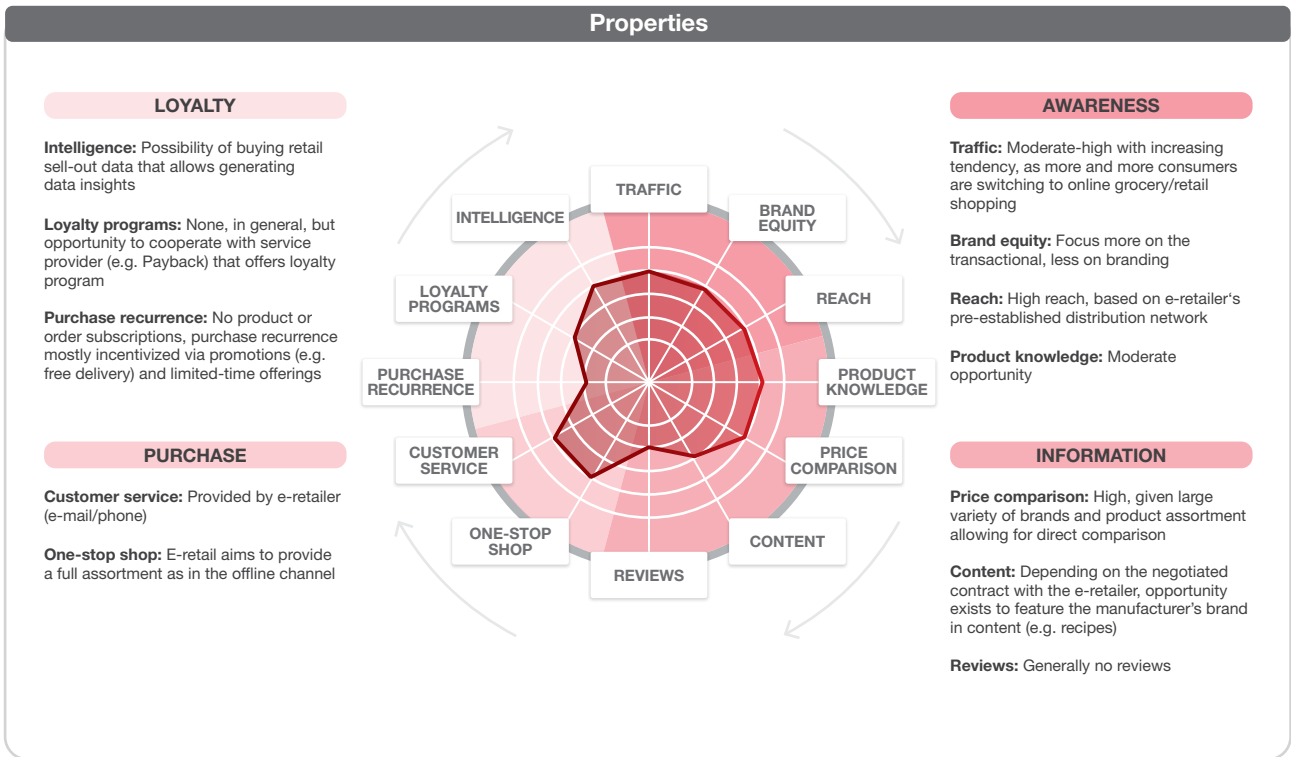 Properties
LOYALTY
Intelligence: Possibility of buying retail
sell-out data that allows generating
data insights
Loyalty programs: None, in general, but
opportunity to cooperate with service
provider (e.g. Payback) that offers loyalty
program
Purchase recurrence: No product or
order subscriptions, purchase recurrence
mostly incentivized via promotions (e.g.
free delivery) and limited-time offerings
PURCHASE
Customer service: Provided by e-retailer
(e-mail/phone)
One-stop shop: E-retail aims to provide
a full assortment as in the offline channel
TRAFFIC
BRAND
EQUITY
REACH
PRODUCT
KNOWLEDGE
PRICE
COMPARISON
CONTENT
REVIEWS
ONE-STOP
SHOP
CUSTOMER
SERVICE
PURCHASE
RECURRENCE
LOYALTY
PROGRAMS
INTELLIGENCE
AWARENESS
Traffic: Moderate-high with increasing
tendency, as more and more consumers
are switching to online grocery/retail
shopping
Brand equity: Focus more on the
transactional, less on branding
Reach: High reach, based on e-retailer‘s
pre-established distribution network
Product knowledge: Moderate
opportunity
INFORMATION
Price comparison: High, given large
variety of brands and product assortment
allowing for direct comparison
Content: Depending on the negotiated
contract with the e-retailer, opportunity
exists to feature the manufacturer’s brand
in content (e.g. recipes)
Reviews: Generally no reviews